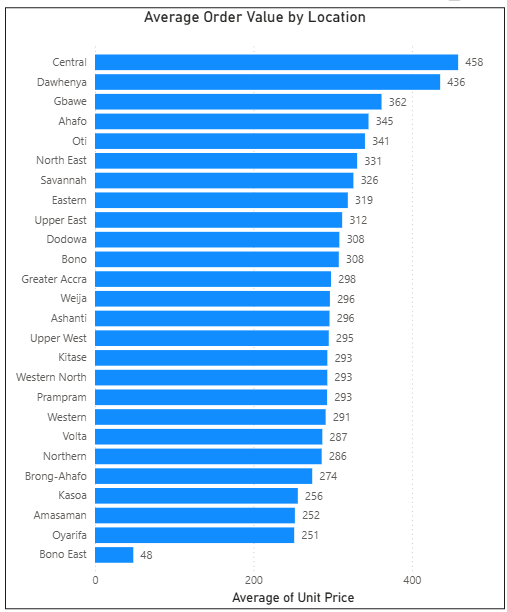 Average Order Value by Location
Central 458
Dawhenya 436
Gbawe 362
Ahafo 345
Oti 341
North East 331
Savannah 326
Eastern 319
Upper East 312
Dodowa 308
Bono 308
Greater Accra 298
Weija 296
Ashanti 296
Upper West 295
Kitase 293
Western North 293
Prampram 293
Western 291
Volta 287
Northern 286
Brong-Ahafo 274
Kasoa 256
Amasaman 252
Oyarifa 251
Bono East 48
0 200 400
Average of Unit Price